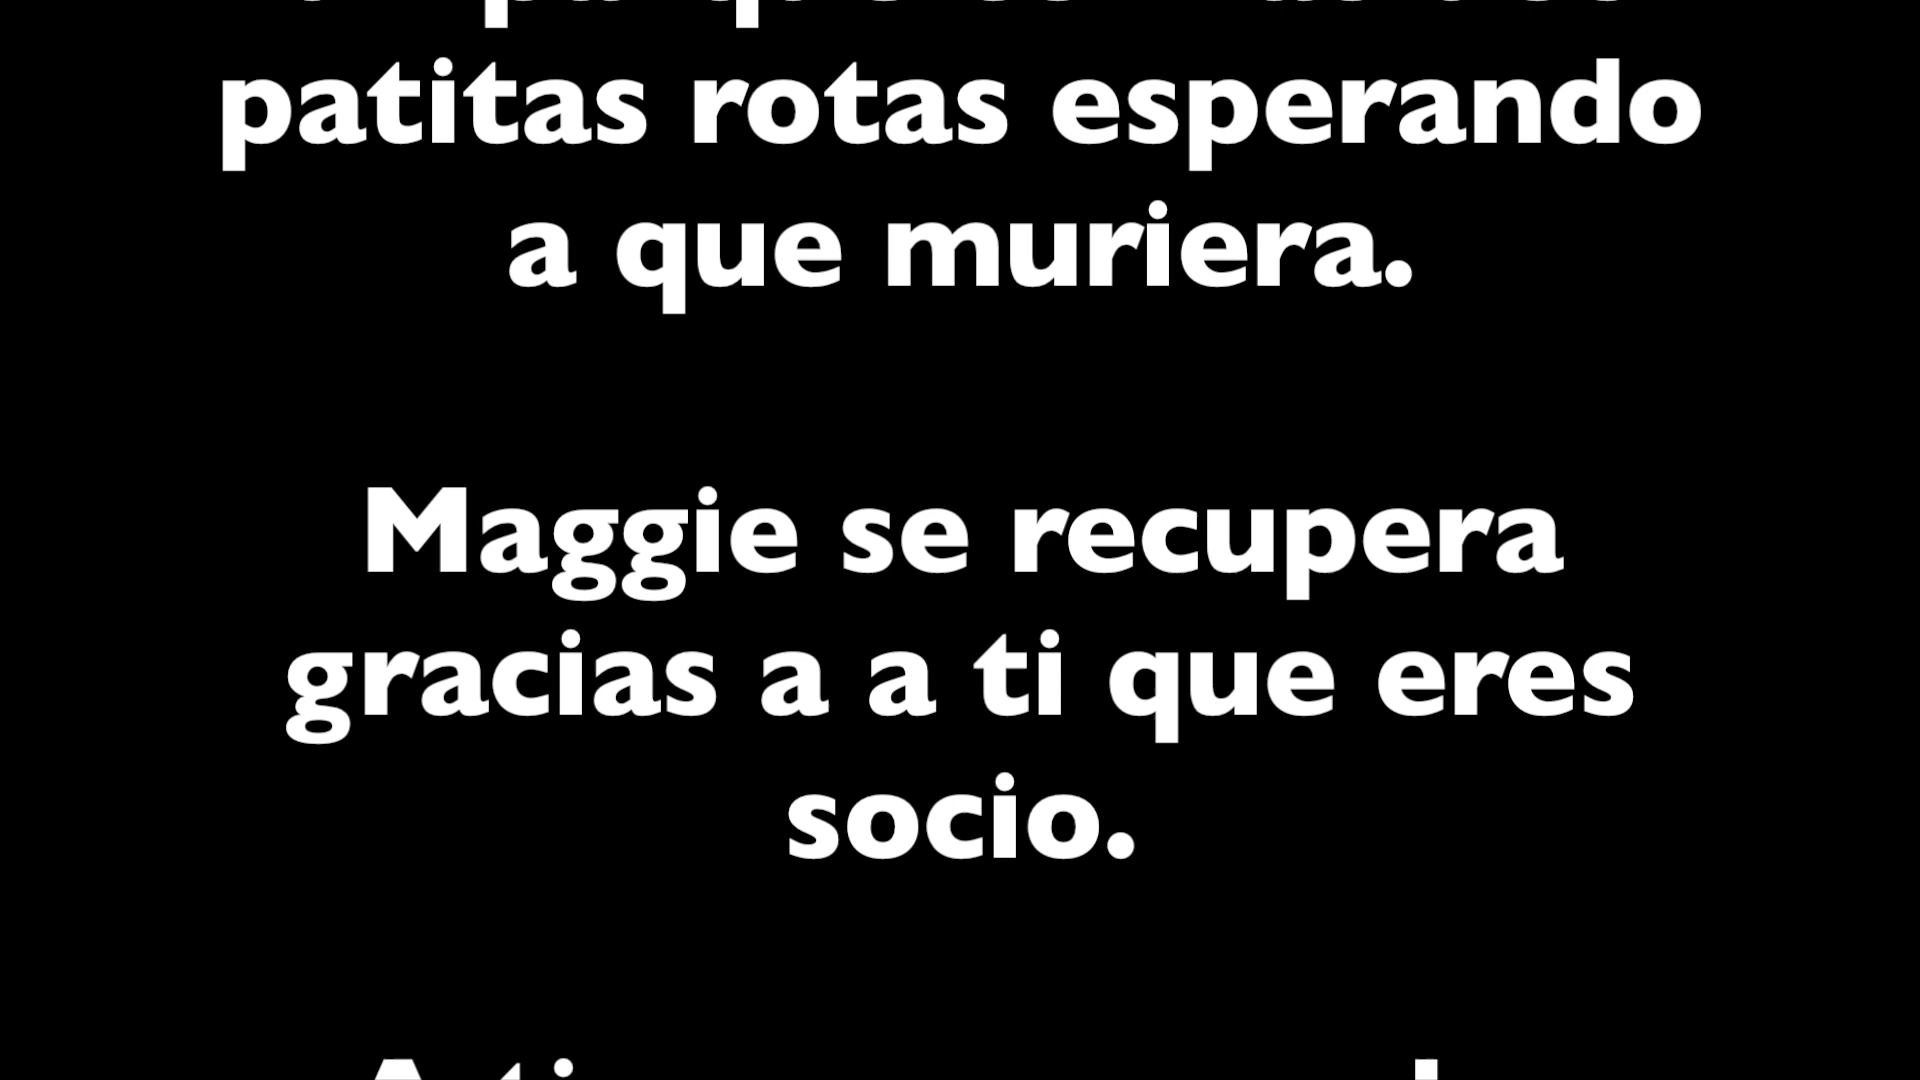 patitas rotas esperando
a que muriera.
Maggie se recupera
gracias a a ti que eres
socio.